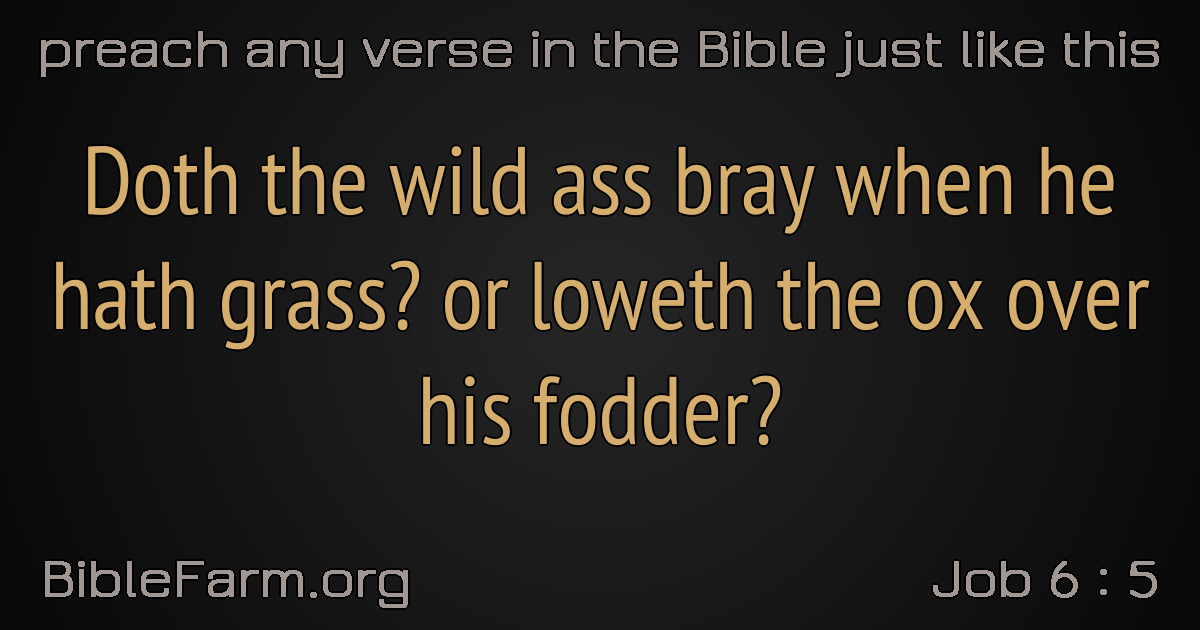 preach any verse in the Bible just like this
Doth the wild ass bray when he
hath grass? or loweth the ox over
his fodder?
BibleFarm.org
Job 6 : 5